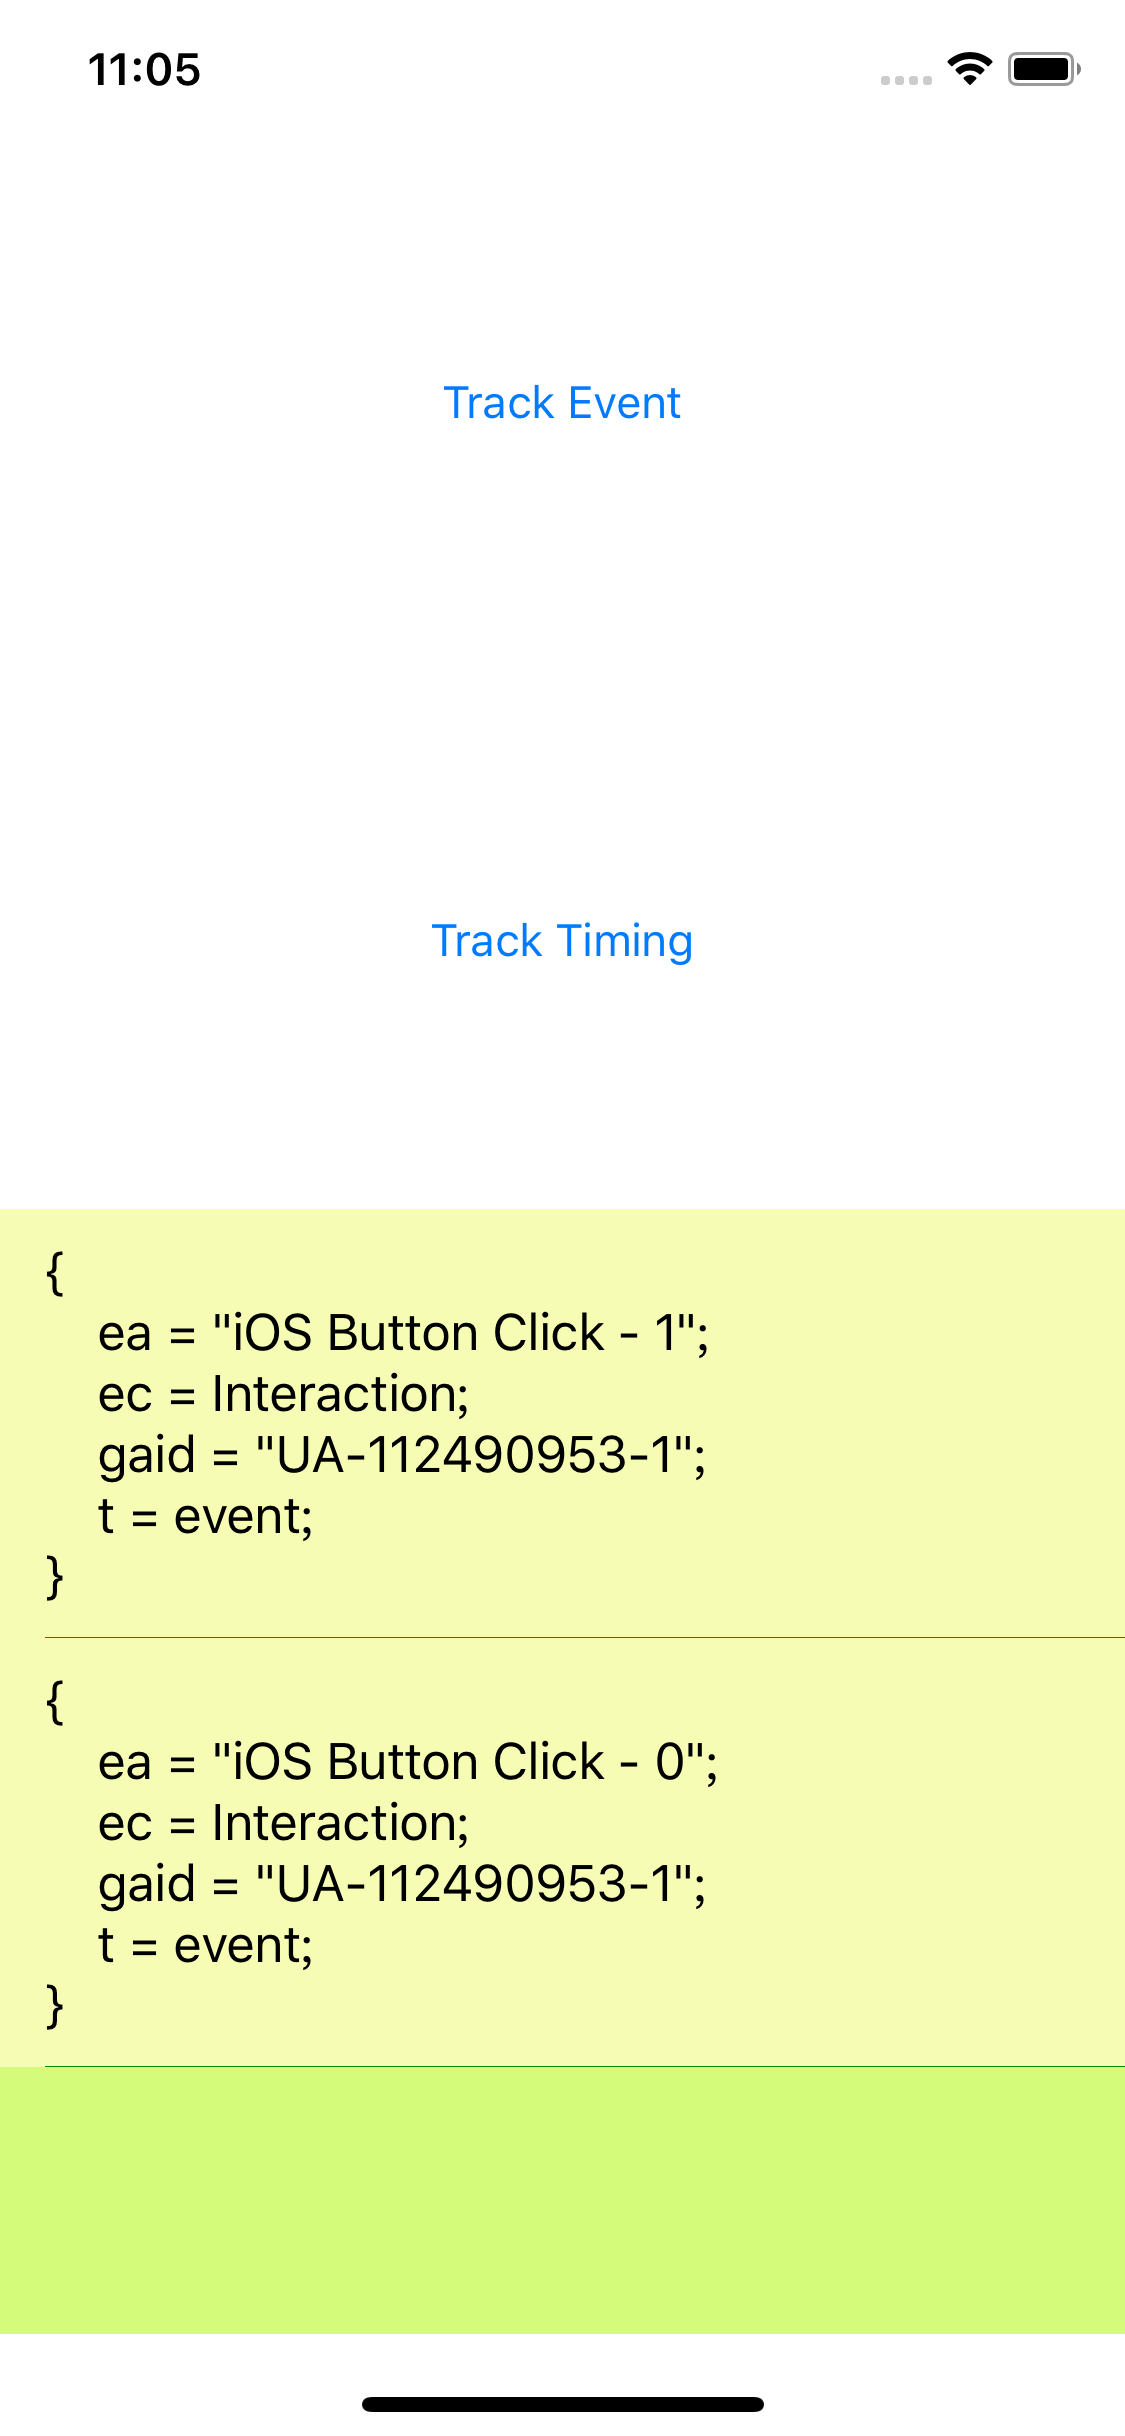 11:05
Track Event
Track Timing
{
ea = "iOS Button Click - 1";
ec = Interaction;
gaid = "UA-112490953-1";
t = event;
}
{
ea = "iOS Button Click - 0";
ec = Interaction;
gaid = "UA-112490953-1";
t = event;
}